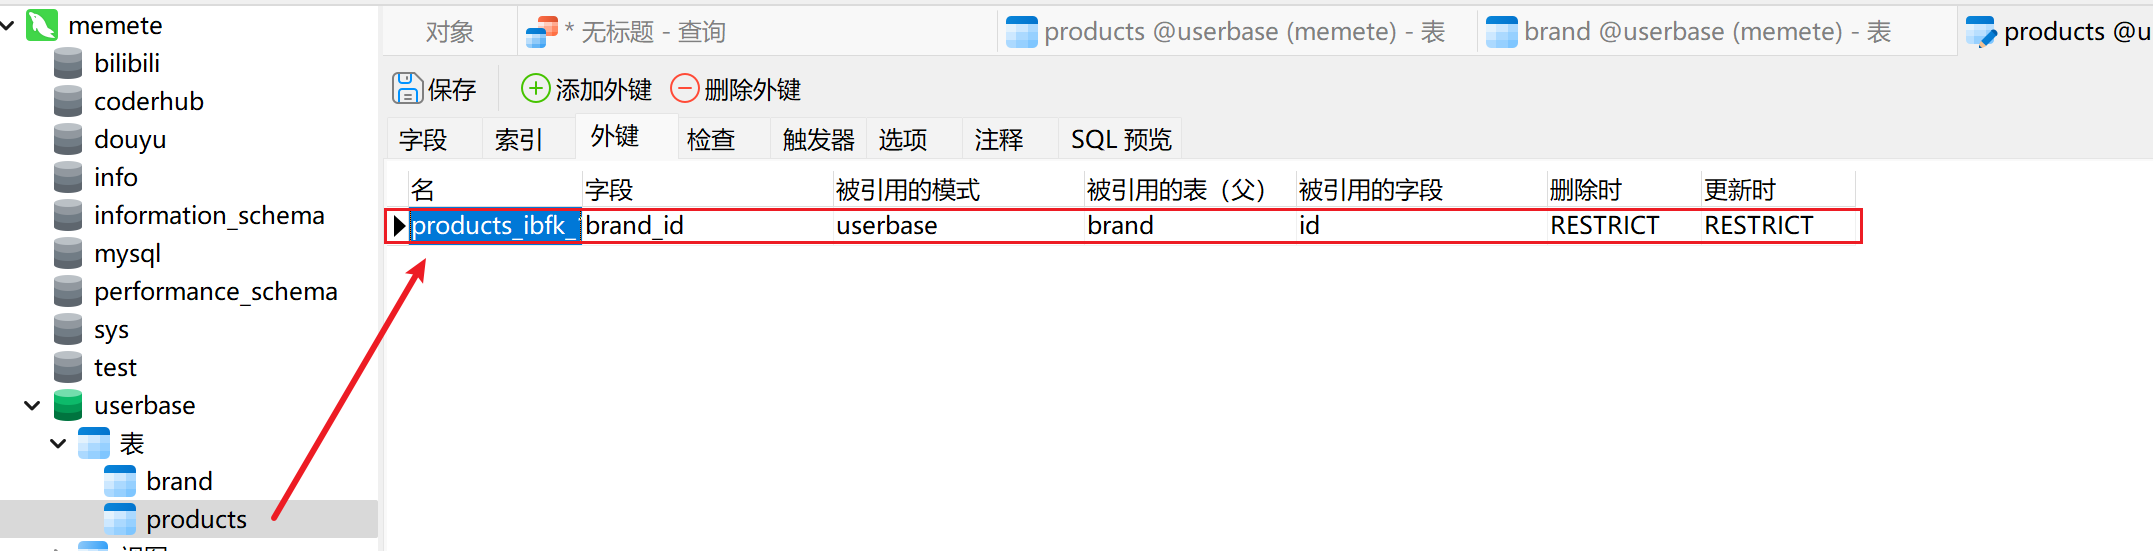 memete
bilibili
coderhub
douyu
info
information_schema
mysql
performance_schema
sys
test
userbase
表
brand
products
对象
* 无标题 - 查询
products @userbase (memete) - 表
brand @userbase (memete) - 表
products @u
保存
添加外键
删除外键
字段 索引 外键 检查 触发器 选项 注释 SQL 预览
名 字段 被引用的模式 被引用的表（父） 被引用的字段 删除时 更新时
products_ibfk_ brand_id userbase brand id RESTRICT RESTRICT